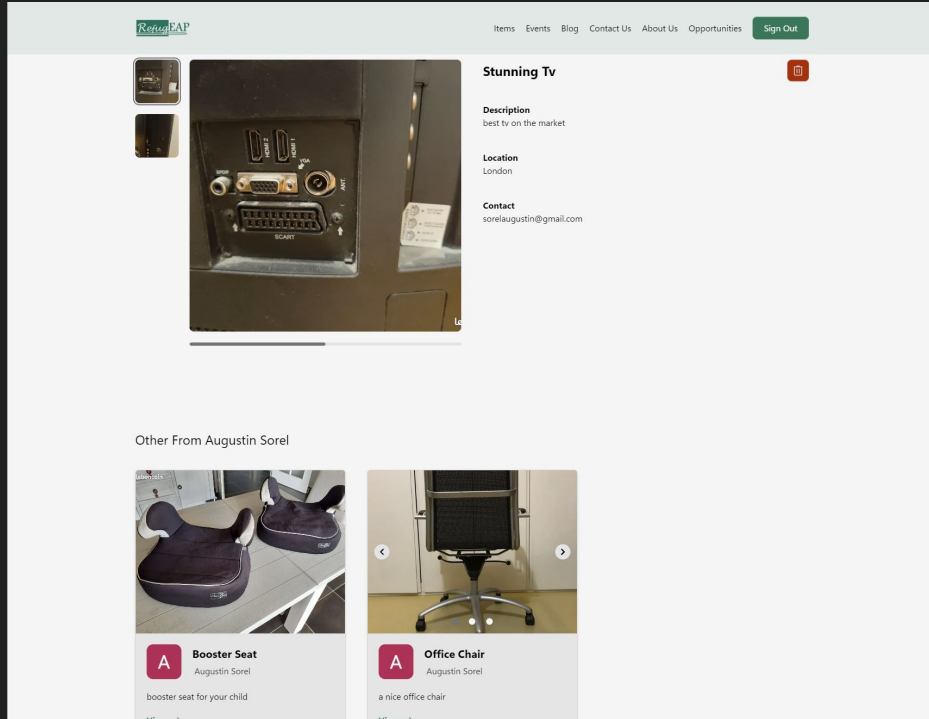 RefugEAP
Items Events Blog Contact Us About Us Opportunities Sign Out
HDMI 2
HDMI 1
VGA
SPDIF
ANT.
SCART
Stunning Tv
Description
best tv on the market
Location
London
Contact
sorelaugustin@gmail.com
Other From Augustin Sorel
leboncoin
A
Booster Seat
Augustin Sorel
booster seat for your child
A
Office Chair
Augustin Sorel
a nice office chair